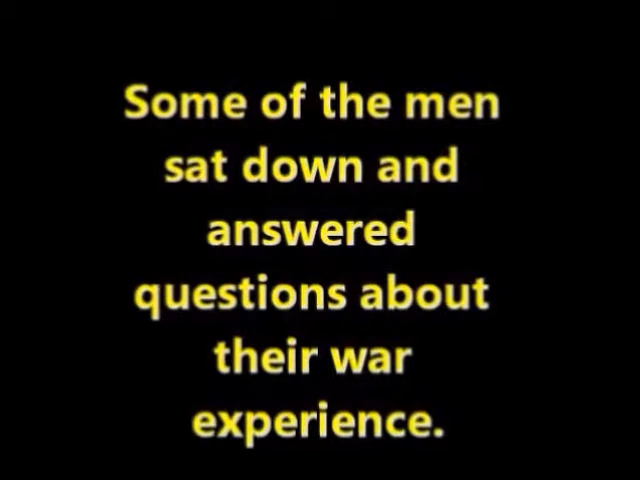 Some of the men
sat down and
answered
questions about
their war
experience.